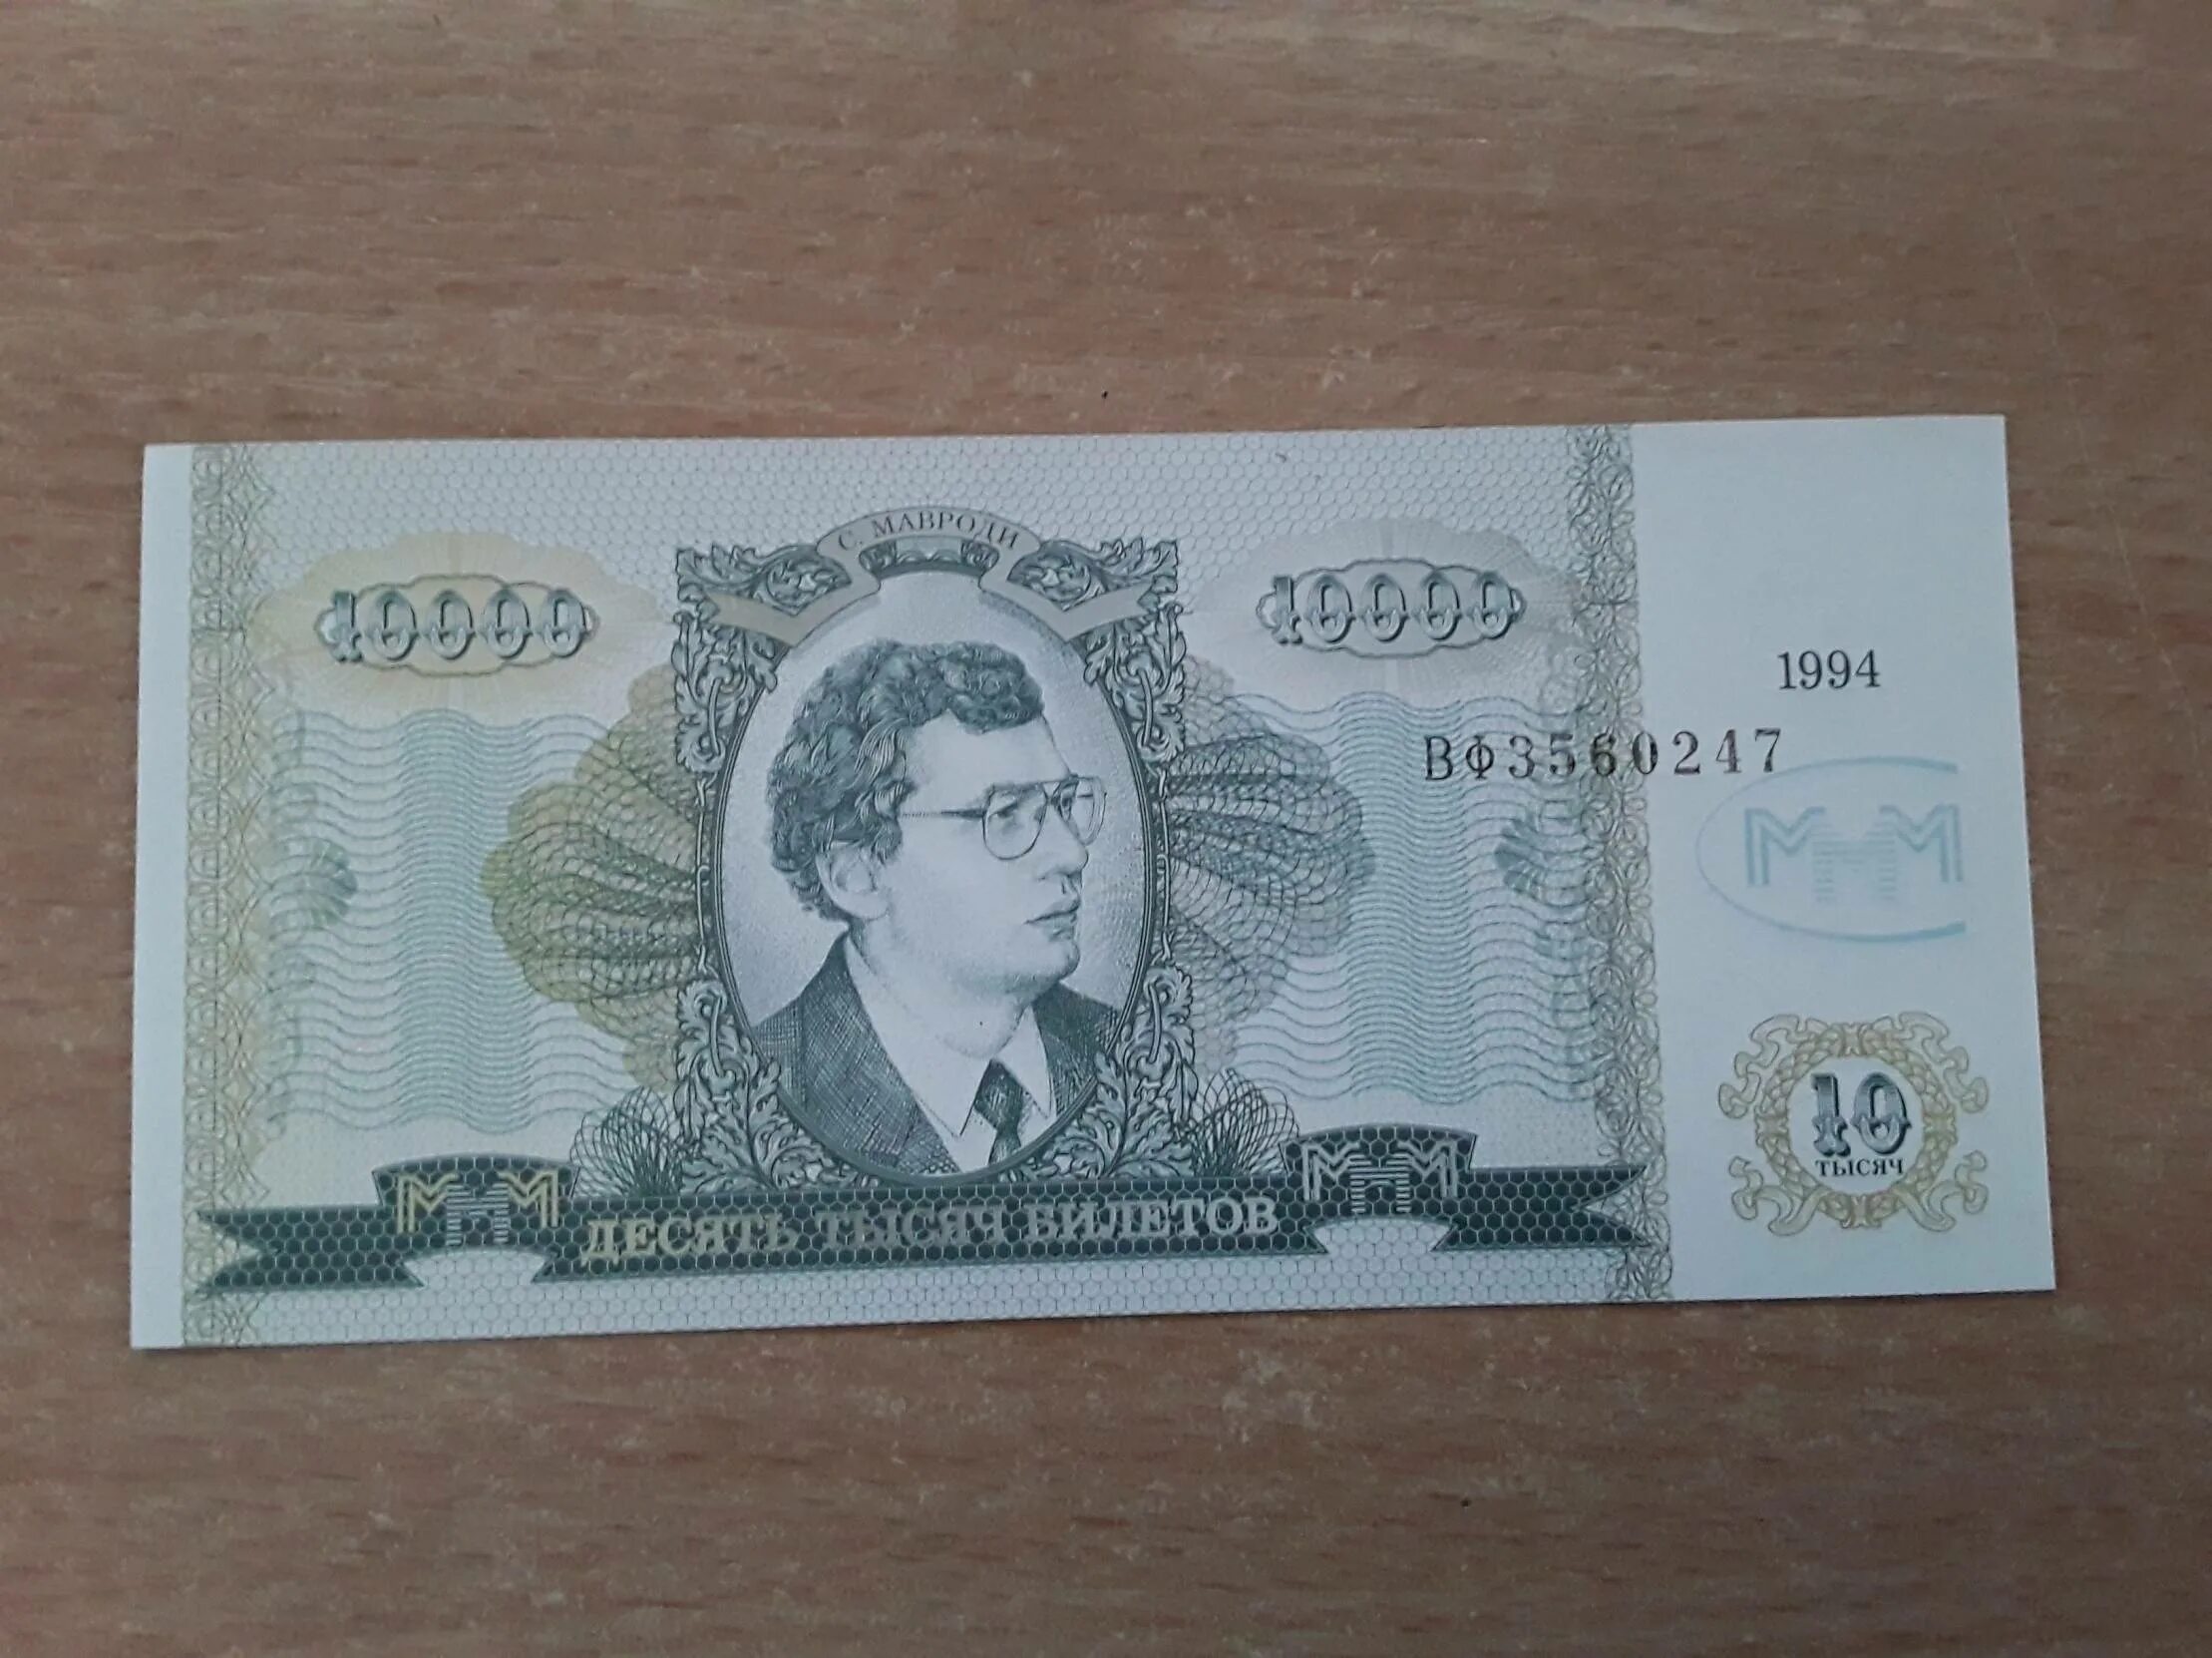 С. МАВРОДИ
10000
10000
1994
ВФ3560247
МММ
10
ТЫСЯЧ
МММ
ДЕСЯТЬ ТЫСЯЧ БИЛЕТОВ
МММ